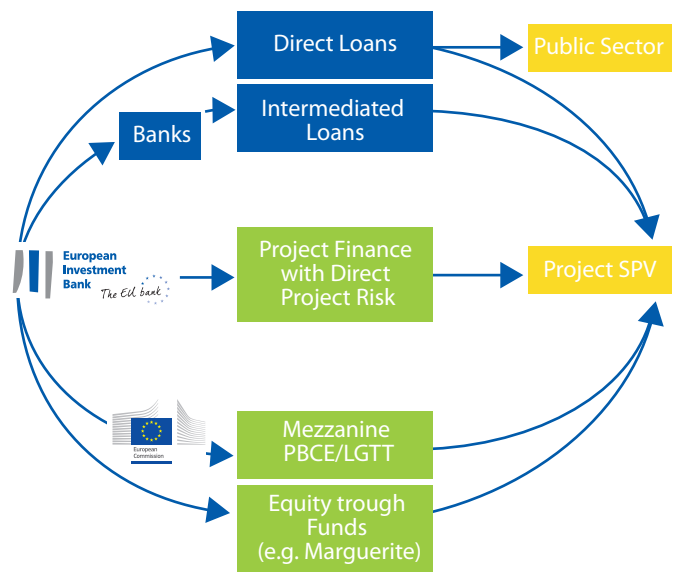 Direct Loans
Public Sector
Intermediated
Loans
Banks
European
Investment
Bank
The EU bank
Project Finance
with Direct
Project Risk
Project SPV
European
Commission
Mezzanine
PBCE/LGTT
Equity trough
Funds
(e.g. Marguerite)